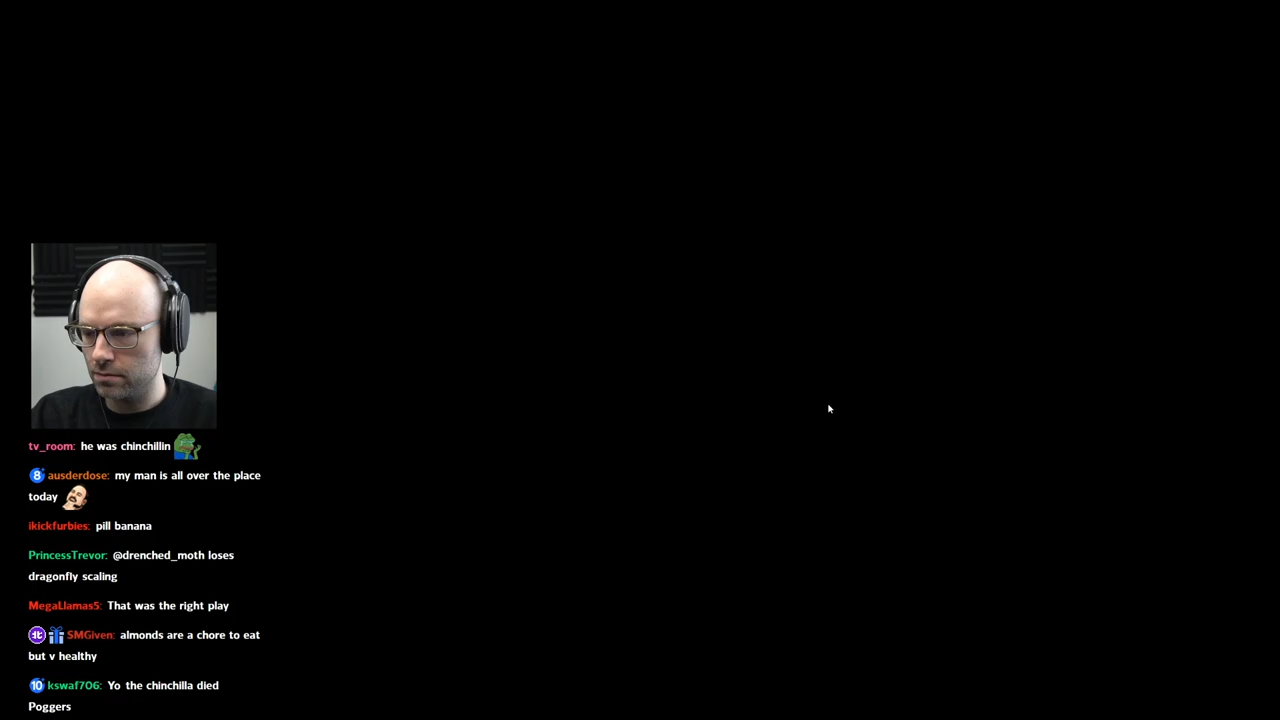 tv_room: he was chinchillin
8 ausderdose: my man is all over the place
today
ikickfurbies: pill banana
PrincessTrevor: @drenched_moth loses
dragonfly scaling
MegaLlamas5: That was the right play
SMGiven: almonds are a chore to eat
but v healthy
10 kswaf706: Yo the chinchilla died
Poggers